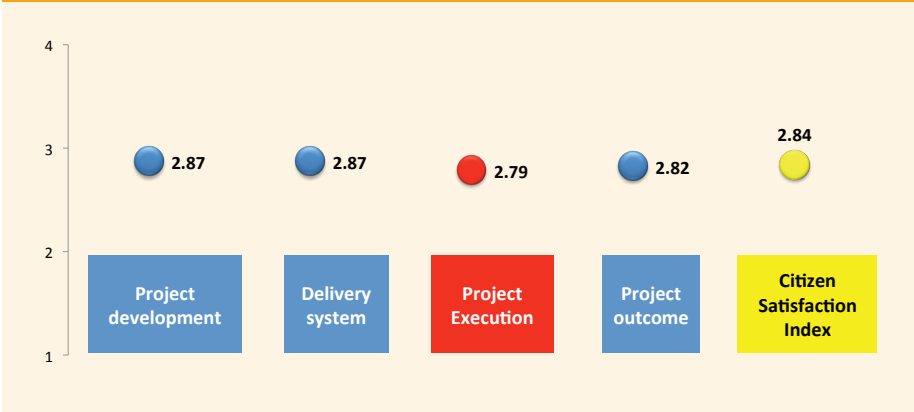 4
3
2
1
2.87
2.87
2.79
2.82
2.84
Project
development
Delivery
system
Project
Execution
Project
outcome
Citizen
Satisfaction
Index